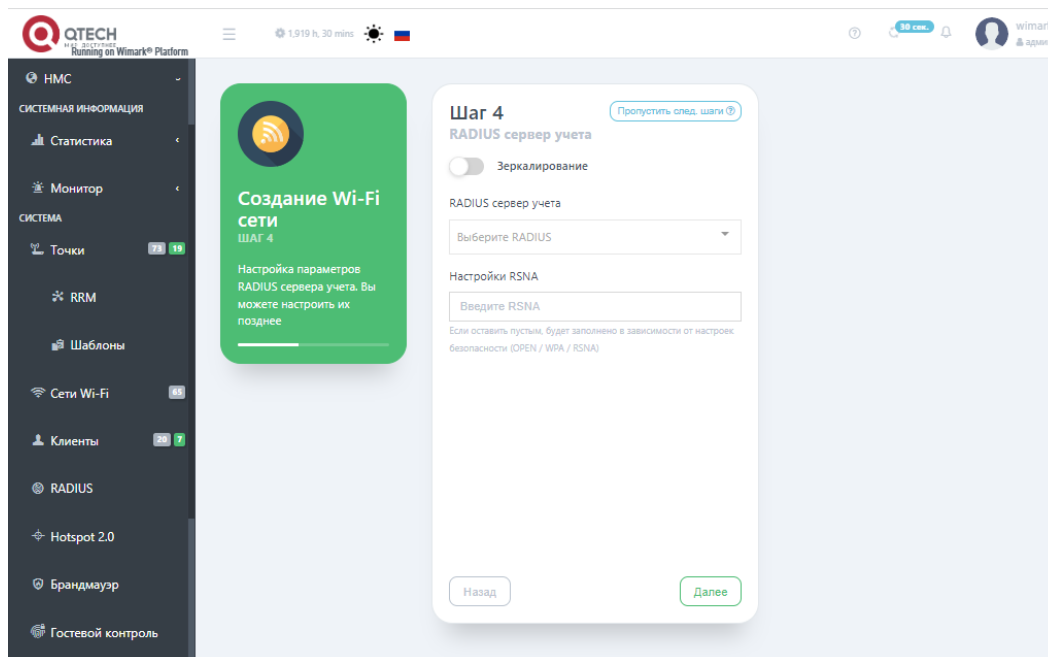 QTECH
МИР ДОСТУПНЕЕ
Running on Wimark® Platform
1,919 h, 30 mins
30 сек.
HMC
СИСТЕМНАЯ ИНФОРМАЦИЯ
Статистика
Монитор
СИСТЕМА
Точки 73 19
RRM
Шаблоны
Сети Wi-Fi 65
Клиенты 20 7
RADIUS
Hotspot 2.0
Брандмауэр
Гостевой контроль
Создание Wi-Fi
сети
ШАГ 4
Настройка параметров
RADIUS сервера учета. Вы
можете настроить их
позднее
Шаг 4
Пропустить след. шаги
RADIUS сервер учета
Зеркалирование
RADIUS сервер учета
Выберите RADIUS
Настройки RSNA
Введите RSNA
Если оставить пустым, будет заполнено в зависимости от настроек
безопасности (OPEN / WPA / RSNA)
Назад
Далее